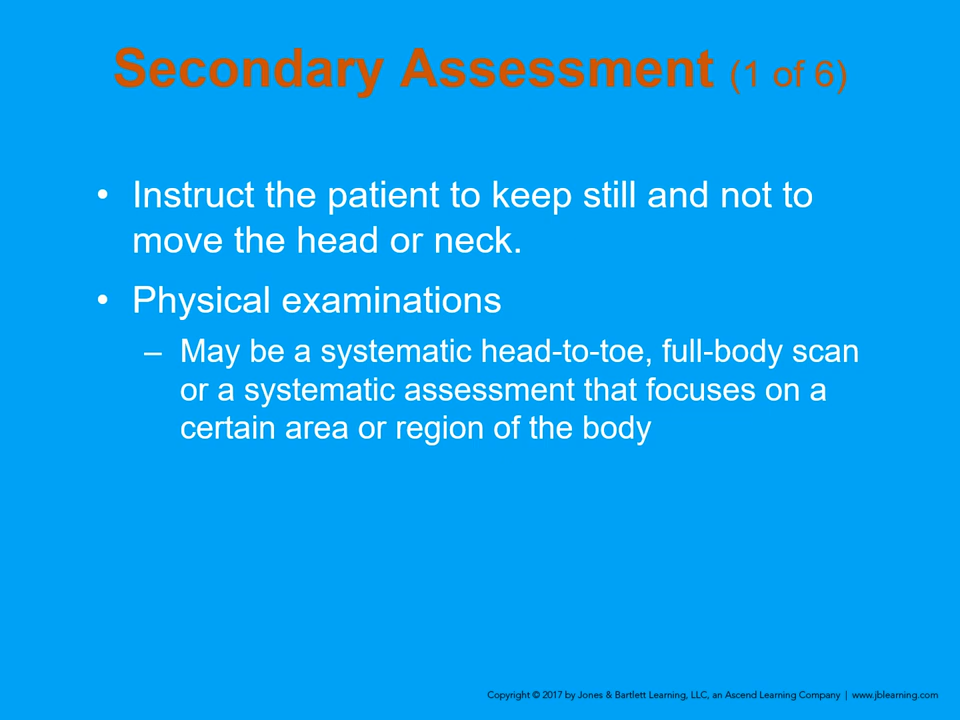 Secondary Assessment (1 of 6)
• Instruct the patient to keep still and not to
move the head or neck.
• Physical examinations
– May be a systematic head-to-toe, full-body scan
or a systematic assessment that focuses on a
certain area or region of the body
Copyright © 2017 by Jones & Bartlett Learning, LLC, an Ascend Learning Company | www.jblearning.com